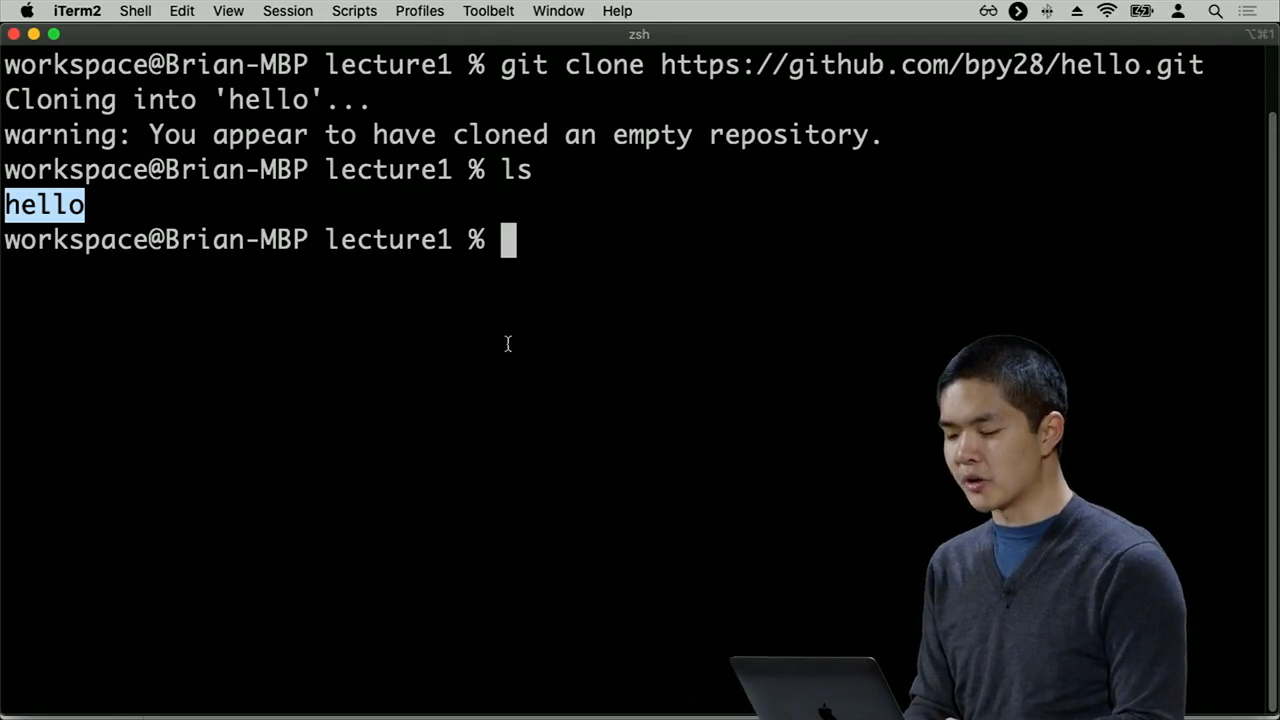 iTerm2 Shell Edit View Session Scripts Profiles Toolbelt Window Help
zsh ⌥⌘1
workspace@Brian-MBP lecture1 % git clone https://github.com/bpy28/hello.git
Cloning into 'hello'...
warning: You appear to have cloned an empty repository.
workspace@Brian-MBP lecture1 % ls
hello
workspace@Brian-MBP lecture1 %